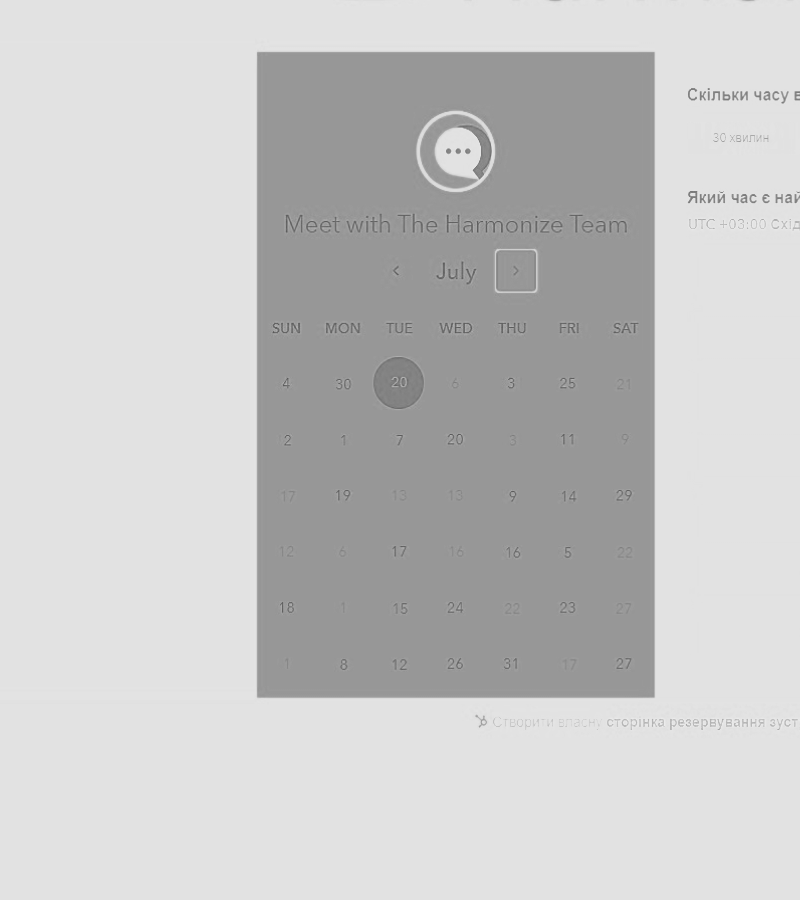 Скільки часу в
30 хвилин
Meet with The Harmonize Team
Який час є най
UTC +03:00 Схід
July
SUN MON TUE WED THU FRI SAT
4 30 20 6 3 25 21
2 1 7 20 3 11 9
17 19 13 13 9 14 29
12 6 17 16 16 5 22
18 1 15 24 22 23 27
1 8 12 26 31 17 27
Створити власну сторінка резервування зуст